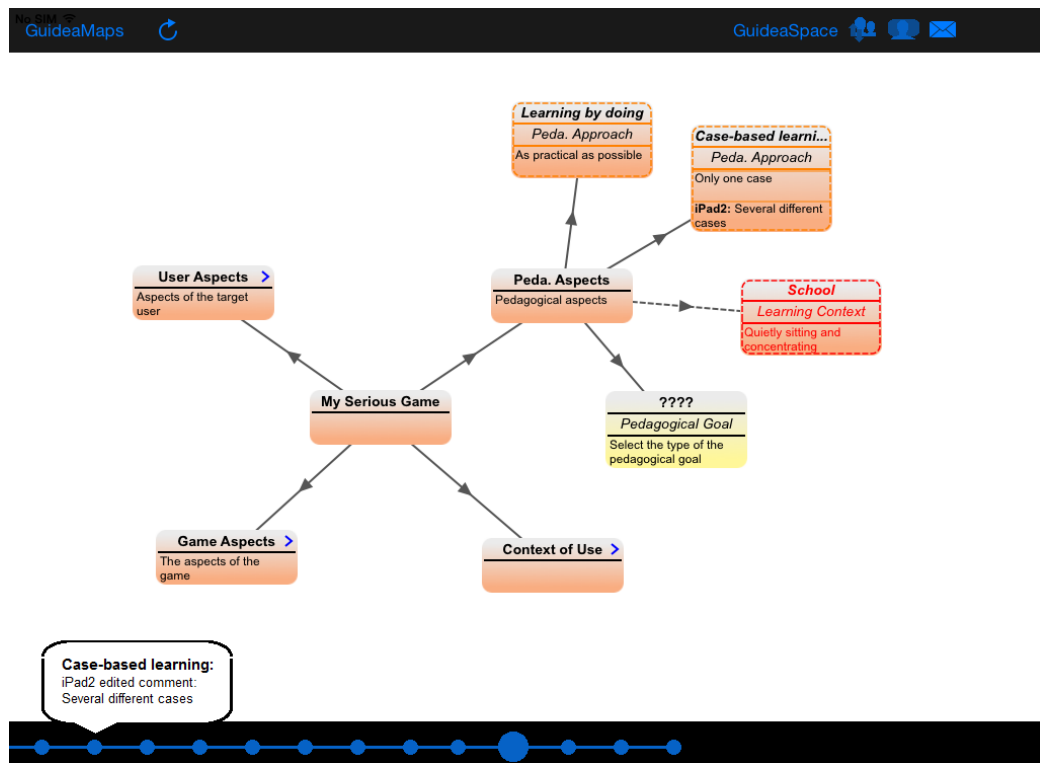 No SIM
GuideaMaps
GuideaSpace
Learning by doing
Peda. Approach
As practical as possible
Case-based learni...
Peda. Approach
Only one case
iPad2: Several different
cases
User Aspects >
Aspects of the target
user
Peda. Aspects
Pedagogical aspects
School
Learning Context
Quietly sitting and
concentrating
My Serious Game
????
Pedagogical Goal
Select the type of the
pedagogical goal
Game Aspects >
The aspects of the
game
Context of Use >
Case-based learning:
iPad2 edited comment:
Several different cases